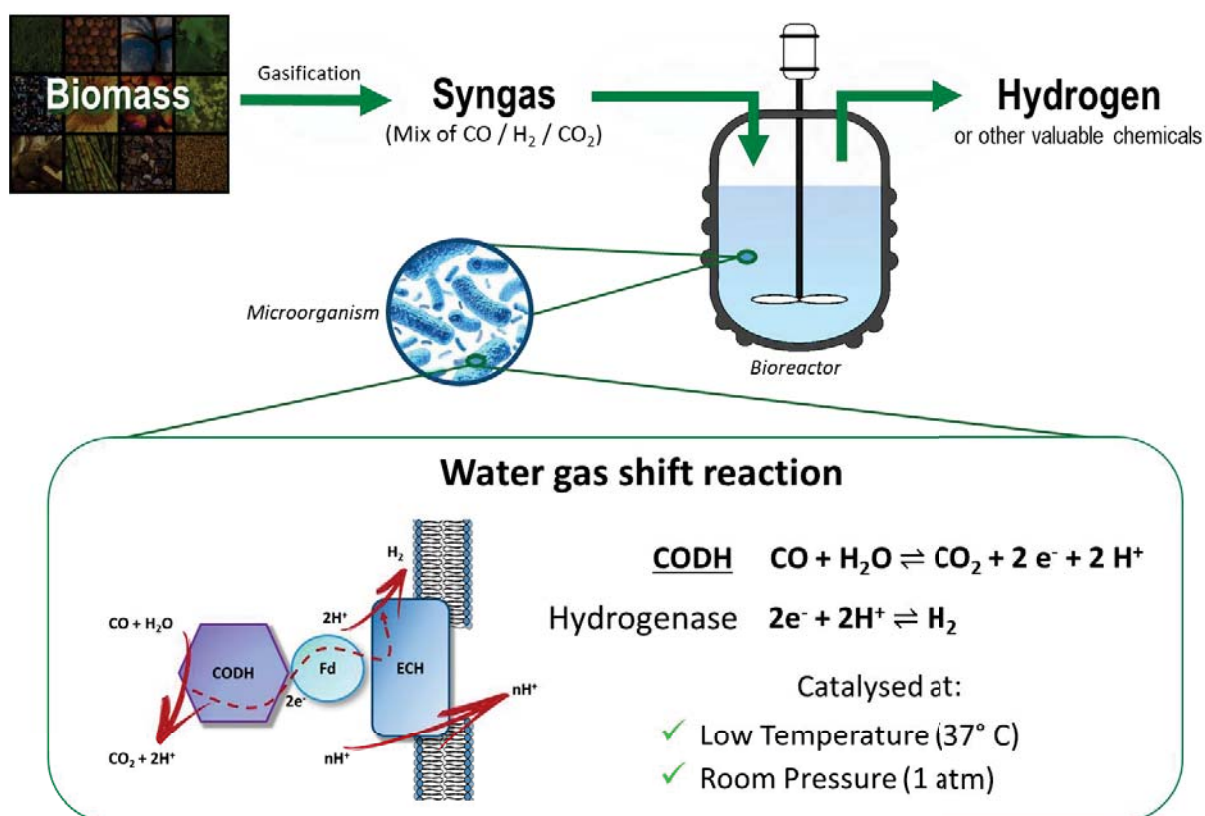 Biomass
Gasification
Syngas
(Mix of CO / H₂ / CO₂)
Hydrogen
or other valuable chemicals
Microorganism
Bioreactor
Water gas shift reaction
H₂
CO + H₂O
2H⁺
CODH
Fd
ECH
2e⁻
nH⁺
CO₂ + 2H⁺
nH⁺
CODH CO + H₂O ⇌ CO₂ + 2 e⁻ + 2 H⁺
Hydrogenase 2e⁻ + 2H⁺ ⇌ H₂
Catalysed at:
✓ Low Temperature (37° C)
✓ Room Pressure (1 atm)